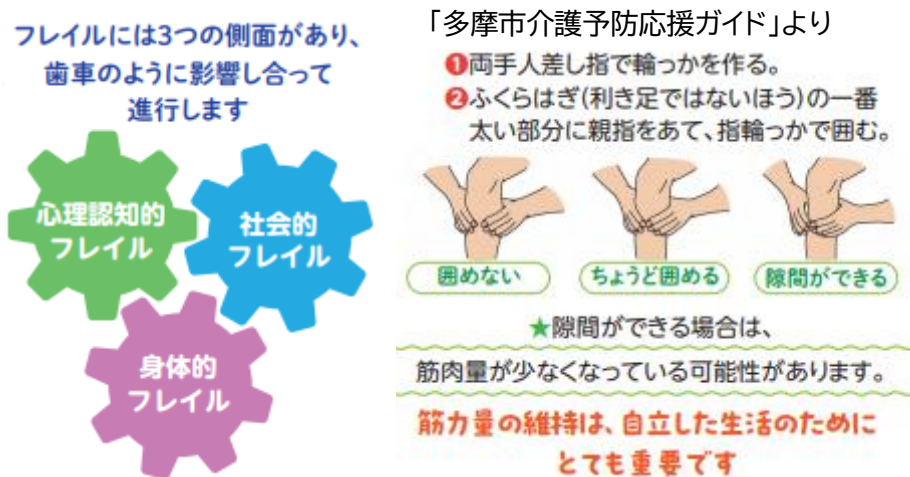 フレイルには3つの側面があり、
歯車のように影響し合って
進行します
心理認知的
フレイル
社会的
フレイル
身体的
フレイル
「多摩市介護予防応援ガイド」より
❶両手人差し指で輪っかを作る。
❷ふくらはぎ(利き足ではないほう)の一番
太い部分に親指をあて、指輪っかで囲む。
囲めない
ちょうど囲める
隙間ができる
★隙間ができる場合は、
筋肉量が少なくなっている可能性があります。
筋力量の維持は、自立した生活のために
とても重要です